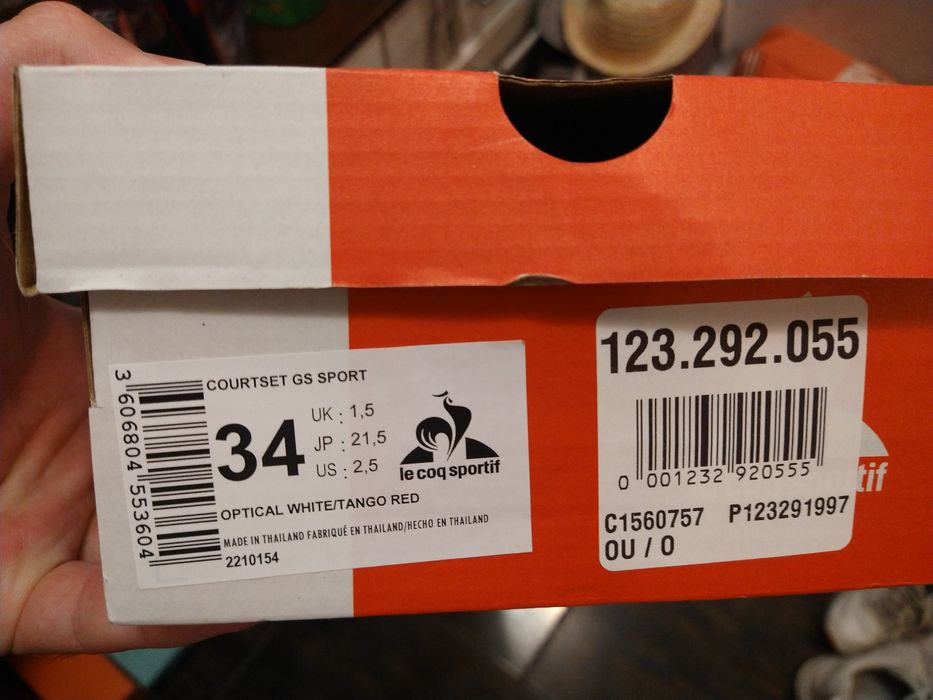 3 606804 553604
COURTSET GS SPORT
34
UK : 1,5
JP : 21,5
US : 2,5
le coq sportif
OPTICAL WHITE/TANGO RED
MADE IN THAILAND FABRIQUÉ EN THAILAND/HECHO EN THAILAND
2210154
123.292.055
0 001232 920555
C1560757 P123291997
OU / O
tif